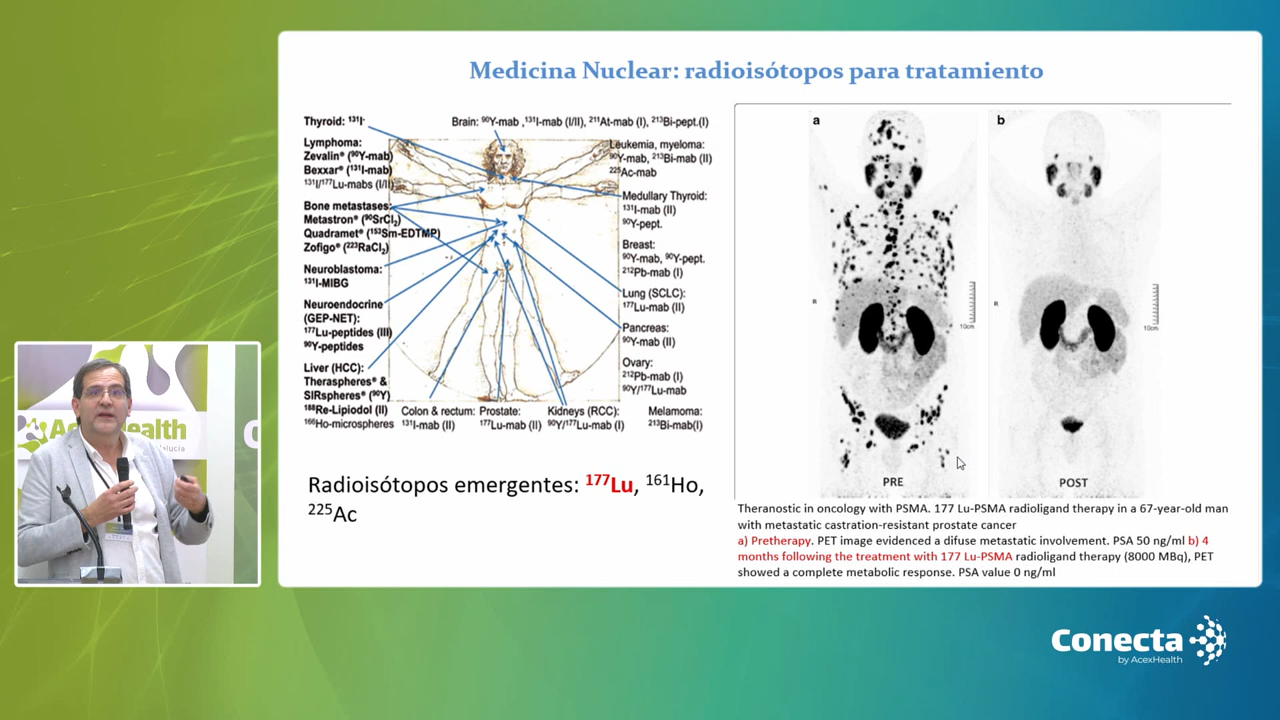 Medicina Nuclear: radioisótopos para tratamiento
Thyroid: ¹³¹I⁻
Brain: ⁹⁰Y-mab ,¹³¹I-mab (I/II), ²¹¹At-mab (I), ²¹³Bi-pept.(I)
Lymphoma:
Zevalin® (⁹⁰Y-mab)
Bexxar® (¹³¹I-mab)
¹³¹I/¹⁷⁷Lu-mabs (I/II)
Bone metastases:
Metastron® (⁹⁰SrCl₂)
Quadramet® (¹⁵³Sm-EDTMP)
Zofigo® (²²³RaCl₂)
Neuroblastoma:
¹³¹I-MIBG
Neuroendocrine
(GEP-NET):
¹⁷⁷Lu-peptides (III)
⁹⁰Y-peptides
Liver (HCC):
Theraspheres® &
SIRspheres® (⁹⁰Y)
¹⁸⁸Re-Lipiodol (II)
¹⁶⁶Ho-microspheres
Colon & rectum:
¹³¹I-mab (II)
Prostate:
¹⁷⁷Lu-mab (II)
Kidneys (RCC):
⁹⁰Y/¹⁷⁷Lu-mab (I)
Melamoma:
²¹³Bi-mab(I)
Leukemia, myeloma:
⁹⁰Y-mab, ²¹³Bi-mab (II)
²²⁵Ac-mab
Medullary Thyroid:
¹³¹I-mab (II)
⁹⁰Y-pept.
Breast:
⁹⁰Y-mab, ⁹⁰Y-pept.
²¹²Pb-mab (I)
Lung (SCLC):
¹⁷⁷Lu-mab (II)
Pancreas:
⁹⁰Y-mab (II)
Ovary:
²¹²Pb-mab (I)
⁹⁰Y/¹⁷⁷Lu-mab
Radioisótopos emergentes: ¹⁷⁷Lu, ¹⁶¹Ho,
²²⁵Ac
a
R
10cm
PRE
b
R
10cm
POST
Theranostic in oncology with PSMA. 177 Lu-PSMA radioligand therapy in a 67-year-old man
with metastatic castration-resistant prostate cancer
a) Pretherapy. PET image evidenced a difuse metastatic involvement. PSA 50 ng/ml b) 4
months following the treatment with 177 Lu-PSMA radioligand therapy (8000 MBq), PET
showed a complete metabolic response. PSA value 0 ng/ml
AcexHealth
Conecta
by AcexHealth